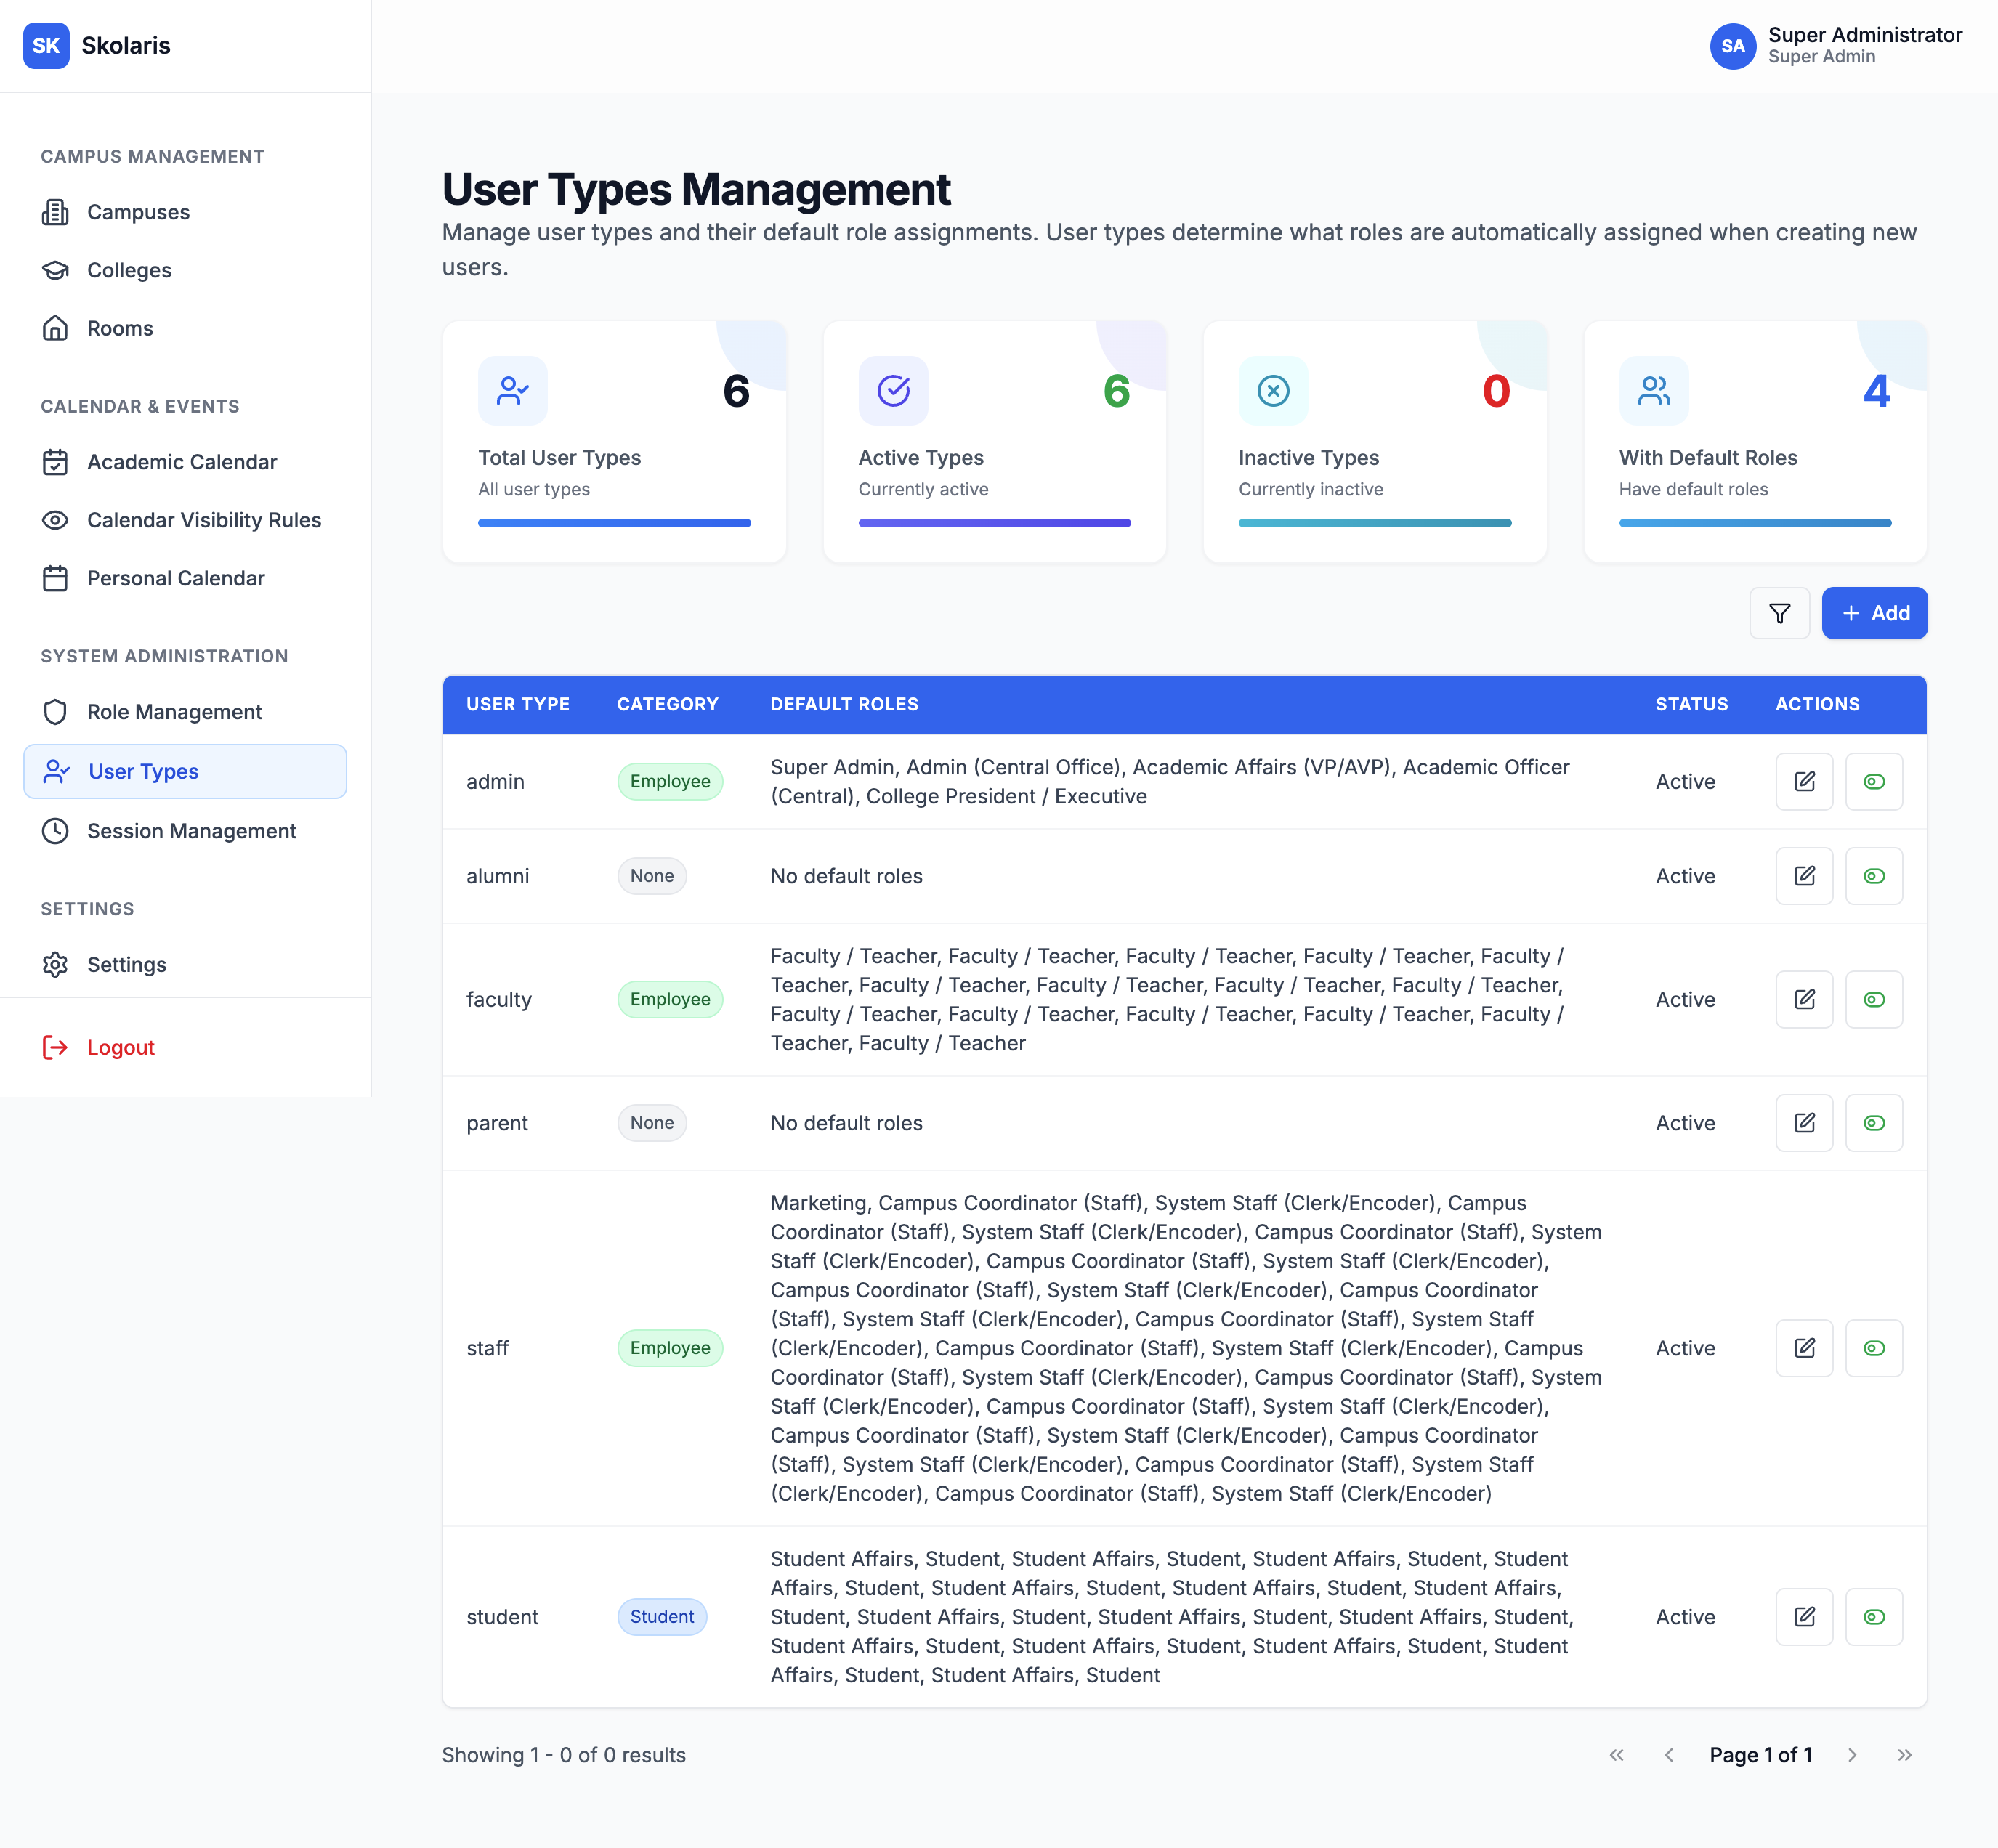 SK Skolaris
SA Super Administrator
Super Admin
CAMPUS MANAGEMENT
Campuses
Colleges
Rooms
CALENDAR & EVENTS
Academic Calendar
Calendar Visibility Rules
Personal Calendar
SYSTEM ADMINISTRATION
Role Management
User Types
Session Management
SETTINGS
Settings
Logout
User Types Management
Manage user types and their default role assignments. User types determine what roles are automatically assigned when creating new
users.
6
Total User Types
All user types
6
Active Types
Currently active
0
Inactive Types
Currently inactive
4
With Default Roles
Have default roles
Add
USER TYPE CATEGORY DEFAULT ROLES STATUS ACTIONS
admin Employee Super Admin, Admin (Central Office), Academic Affairs (VP/AVP), Academic Officer
(Central), College President / Executive Active
alumni None No default roles Active
faculty Employee Faculty / Teacher, Faculty / Teacher, Faculty / Teacher, Faculty / Teacher, Faculty /
Teacher, Faculty / Teacher, Faculty / Teacher, Faculty / Teacher, Faculty / Teacher,
Faculty / Teacher, Faculty / Teacher, Faculty / Teacher, Faculty / Teacher, Faculty /
Teacher, Faculty / Teacher Active
parent None No default roles Active
staff Employee Marketing, Campus Coordinator (Staff), System Staff (Clerk/Encoder), Campus
Coordinator (Staff), System Staff (Clerk/Encoder), Campus Coordinator (Staff), System
Staff (Clerk/Encoder), Campus Coordinator (Staff), System Staff (Clerk/Encoder),
Campus Coordinator (Staff), System Staff (Clerk/Encoder), Campus Coordinator
(Staff), System Staff (Clerk/Encoder), Campus Coordinator (Staff), System Staff
(Clerk/Encoder), Campus Coordinator (Staff), System Staff (Clerk/Encoder), Campus
Coordinator (Staff), System Staff (Clerk/Encoder), Campus Coordinator (Staff), System
Staff (Clerk/Encoder), Campus Coordinator (Staff), System Staff (Clerk/Encoder),
Campus Coordinator (Staff), System Staff (Clerk/Encoder), Campus Coordinator
(Staff), System Staff (Clerk/Encoder), Campus Coordinator (Staff), System Staff
(Clerk/Encoder), Campus Coordinator (Staff), System Staff (Clerk/Encoder) Active
student Student Student Affairs, Student, Student Affairs, Student, Student Affairs, Student, Student
Affairs, Student, Student Affairs, Student, Student Affairs, Student, Student Affairs,
Student, Student Affairs, Student, Student Affairs, Student, Student Affairs, Student,
Student Affairs, Student, Student Affairs, Student, Student Affairs, Student, Student
Affairs, Student, Student Affairs, Student Active
Showing 1 - 0 of 0 results
Page 1 of 1